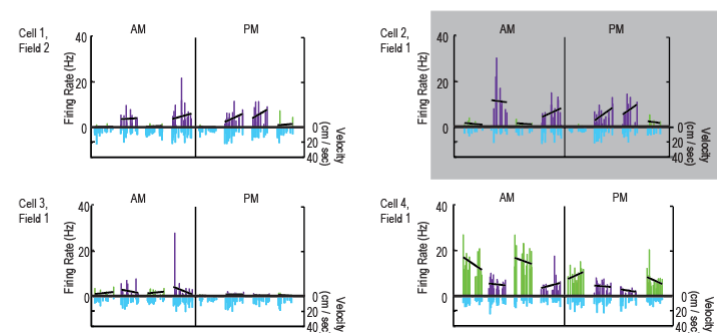 Cell 1,
Field 2
AM
PM
40
20
0
Firing Rate (Hz)
0
20
40
Velocity
(cm / sec)
Cell 2,
Field 1
AM
PM
40
20
0
Firing Rate (Hz)
0
20
40
Velocity
(cm / sec)
Cell 3,
Field 1
AM
PM
40
20
0
Firing Rate (Hz)
0
20
40
Velocity
(cm / sec)
Cell 4,
Field 1
AM
PM
40
20
0
Firing Rate (Hz)
0
20
40
Velocity
(cm / sec)